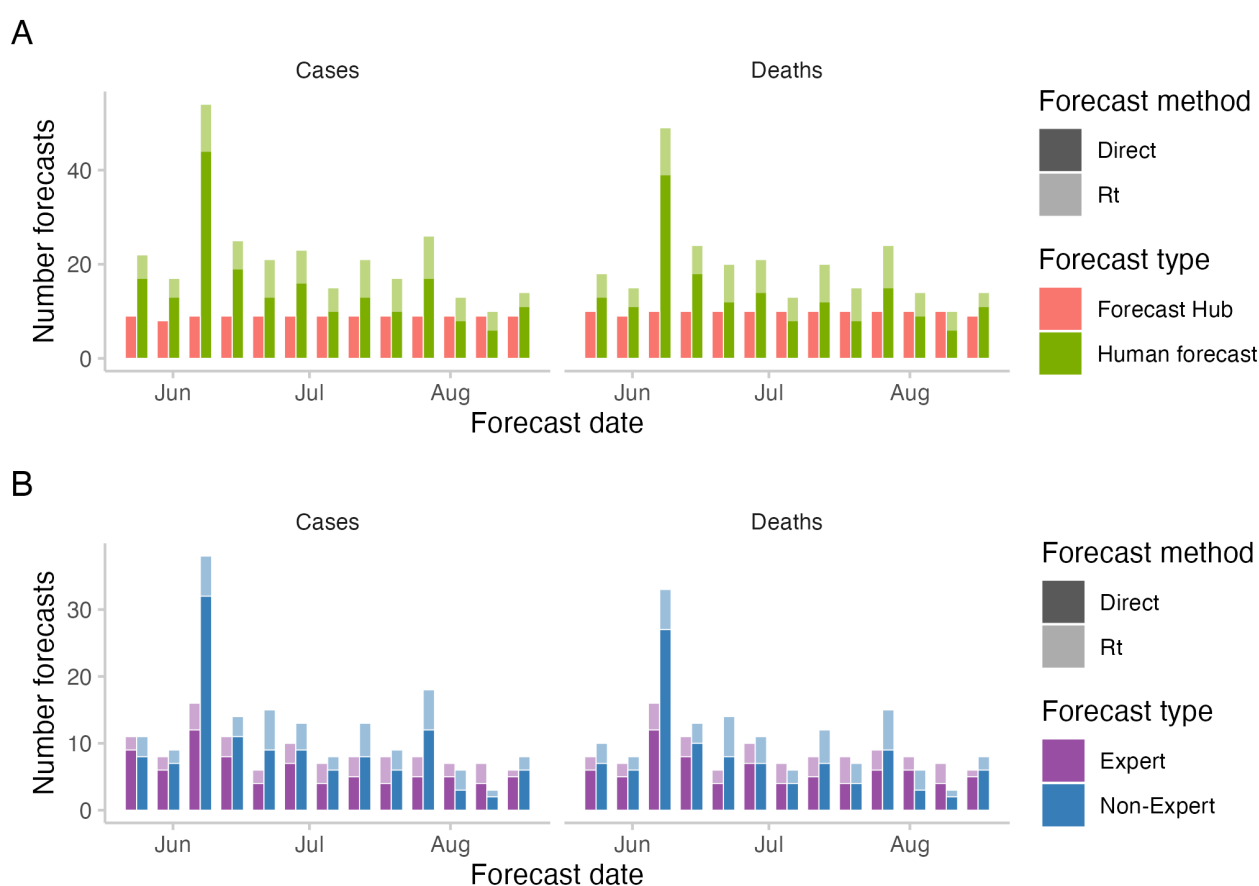 A
Cases
Deaths
Number forecasts
40
20
0
Jun
Jul
Aug
Jun
Jul
Aug
Forecast date
Forecast method
Direct
Rt
Forecast type
Forecast Hub
Human forecast
B
Cases
Deaths
Number forecasts
30
20
10
0
Jun
Jul
Aug
Jun
Jul
Aug
Forecast date
Forecast method
Direct
Rt
Forecast type
Expert
Non-Expert